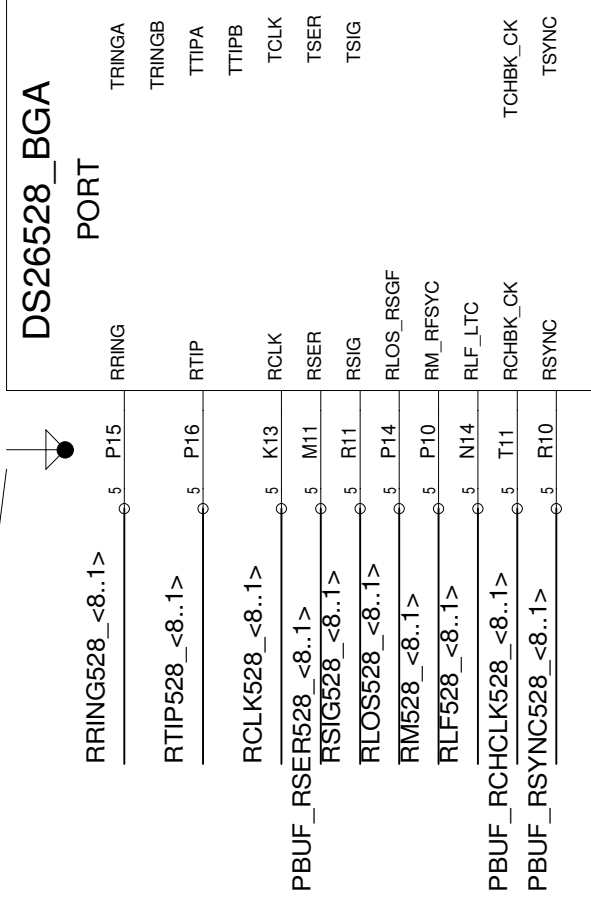 DS26528_BGA
PORT
RRING528_<8..1> 5 P15 RRING TRINGA
TRINGB
RTIP528_<8..1> 5 P16 RTIP TTIPA
TTIPB
RCLK528_<8..1> 5 K13 RCLK TCLK
PBUF_RSER528_<8..1> 5 M11 RSER TSER
RSIG528_<8..1> 5 R11 RSIG TSIG
RLOS528_<8..1> 5 P14 RLOS_RSGF
RM528_<8..1> 5 P10 RM_RFSYC
RLF528_<8..1> 5 N14 RLF_LTC
PBUF_RCHCLK528_<8..1> 5 T11 RCHBK_CK TCHBK_CK
PBUF_RSYNC528_<8..1> 5 R10 RSYNC TSYNC